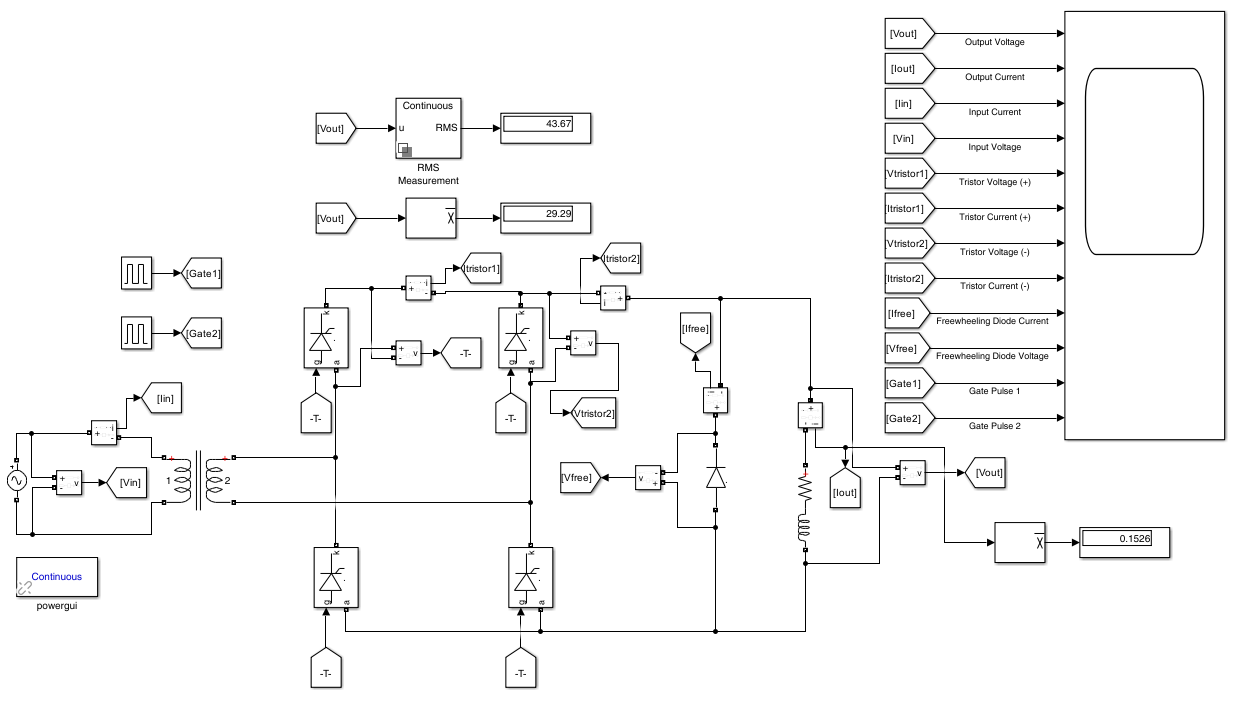 [Vout]
Output Voltage
[Iout]
Output Current
[Iin]
Input Current
[Vin]
Input Voltage
[Vtristor1]
Tristor Voltage (+)
[Itristor1]
Tristor Current (+)
[Vtristor2]
Tristor Voltage (-)
[Itristor2]
Tristor Current (-)
[Ifree]
Freewheeling Diode Current
[Vfree]
Freewheeling Diode Voltage
[Gate1]
Gate Pulse 1
[Gate2]
Gate Pulse 2
[Vout]
Continuous
u
RMS
43.67
RMS
Measurement
[Vout]
x
29.29
[Gate1]
[Gate2]
Itristor1]
Itristor2]
i
+
-
-
i
+
k
g
a
k
g
a
+
-
v
-T-
+
-
v
Vtristor2]
-T-
-T-
[Ifree]
+
[Iin]
+
i
-
+
+
-
v
[Vin]
+
1
+
2
[Vfree]
v
-
+
+
[Iout]
+
-
v
[Vout]
x
0.1526
Continuous
powergui
k
g
a
k
g
a
-T-
-T-